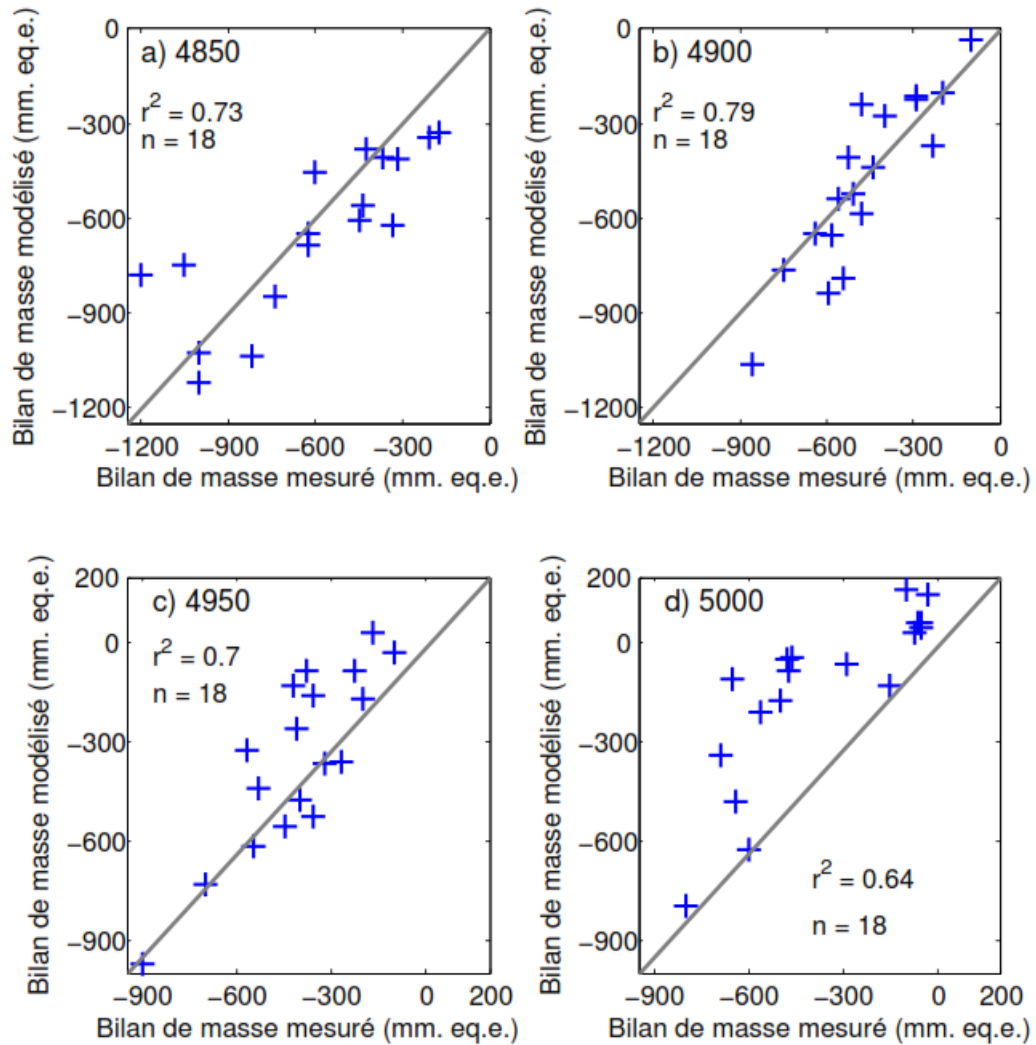 a) 4850
r² = 0.73
n = 18
0
−300
−600
−900
−1200
Bilan de masse modélisé (mm. eq.e.)
−1200 −900 −600 −300 0
Bilan de masse mesuré (mm. eq.e.)
b) 4900
r² = 0.79
n = 18
0
−300
−600
−900
−1200
Bilan de masse modélisé (mm. eq.e.)
−1200 −900 −600 −300 0
Bilan de masse mesuré (mm. eq.e.)
c) 4950
r² = 0.7
n = 18
200
0
−300
−600
−900
Bilan de masse modélisé (mm. eq.e.)
−900 −600 −300 0 200
Bilan de masse mesuré (mm. eq.e.)
d) 5000
r² = 0.64
n = 18
200
0
−300
−600
−900
Bilan de masse modélisé (mm. eq.e.)
−900 −600 −300 0 200
Bilan de masse mesuré (mm. eq.e.)